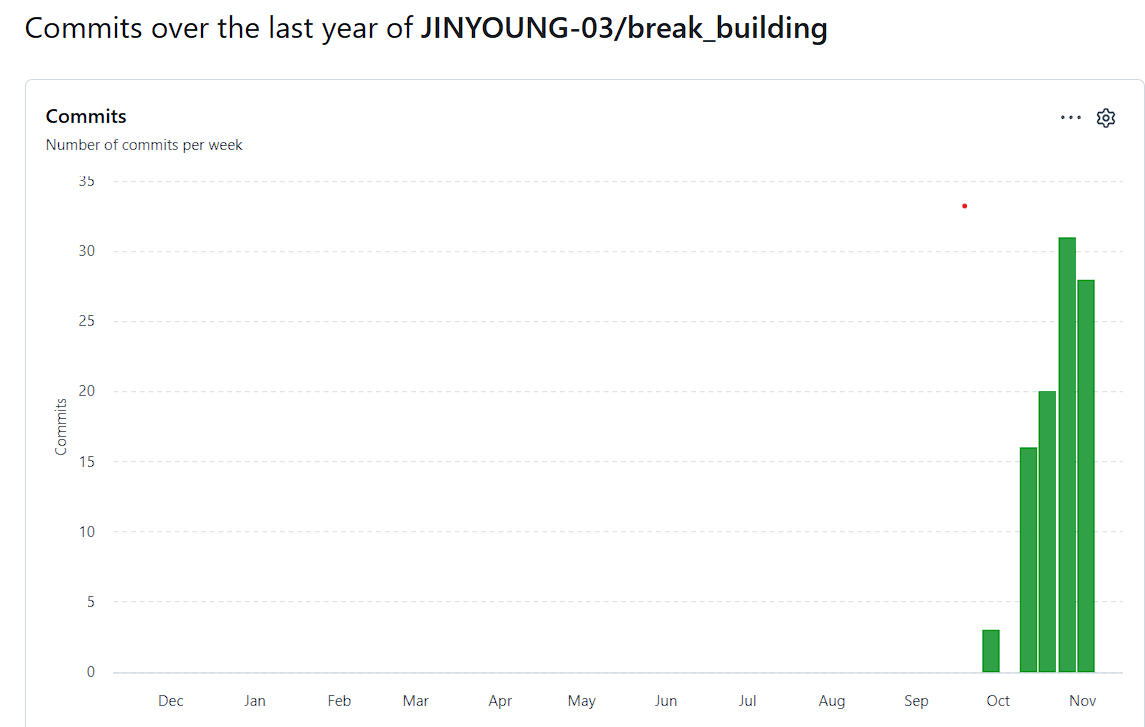 Commits over the last year of JINYOUNG-03/break_building
Commits
Number of commits per week
35
30
25
20
15
10
5
0
Commits
Dec Jan Feb Mar Apr May Jun Jul Aug Sep Oct Nov